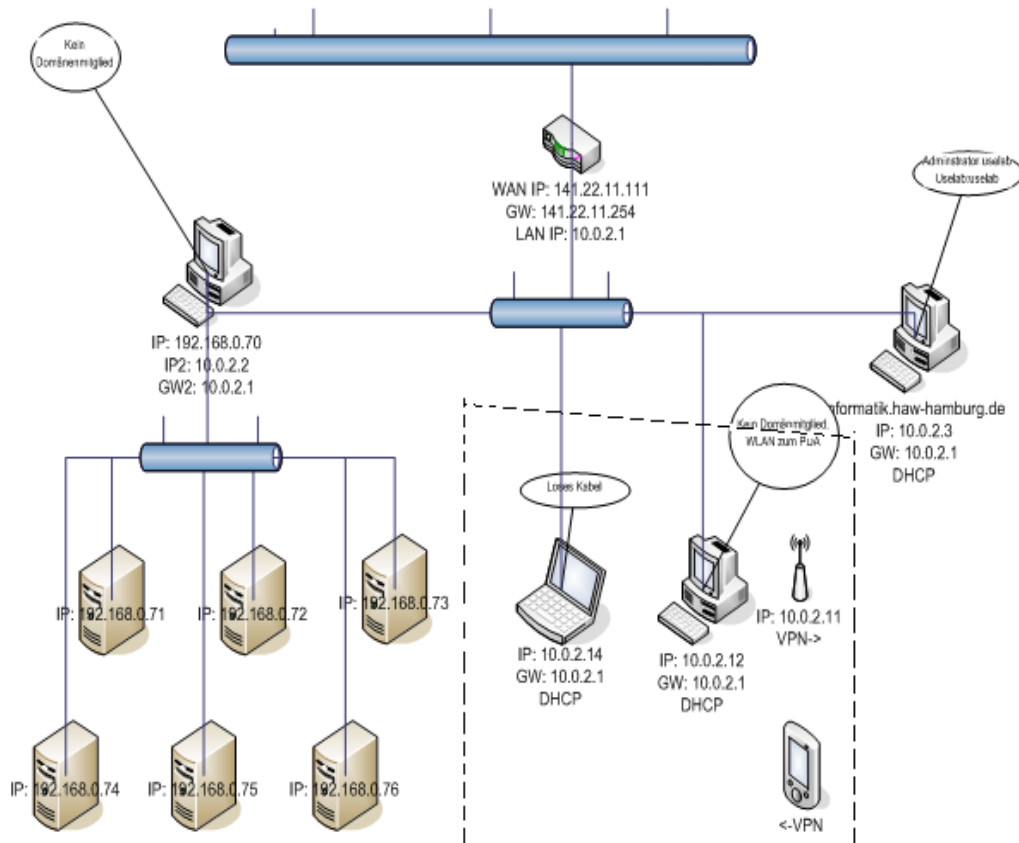 Kein
Domänenmitglied
WAN IP: 141.22.11.111
GW: 141.22.11.254
LAN IP: 10.0.2.1
Adminstrator uselab
Uselab:uselab
IP: 192.168.0.70
IP2: 10.0.2.2
GW2: 10.0.2.1
nformatik.haw-hamburg.de
IP: 10.0.2.3
GW: 10.0.2.1
DHCP
Kein Domänmitglied.
WLAN zum
Loses Kabel
IP: 192.168.0.71
IP: 192.168.0.72
IP: 192.168.0.73
IP: 10.0.2.14
GW: 10.0.2.1
DHCP
IP: 10.0.2.12
GW: 10.0.2.1
DHCP
IP: 10.0.2.11
VPN->
IP: 192.168.0.74
IP: 192.168.0.75
IP: 192.168.0.76
<-VPN